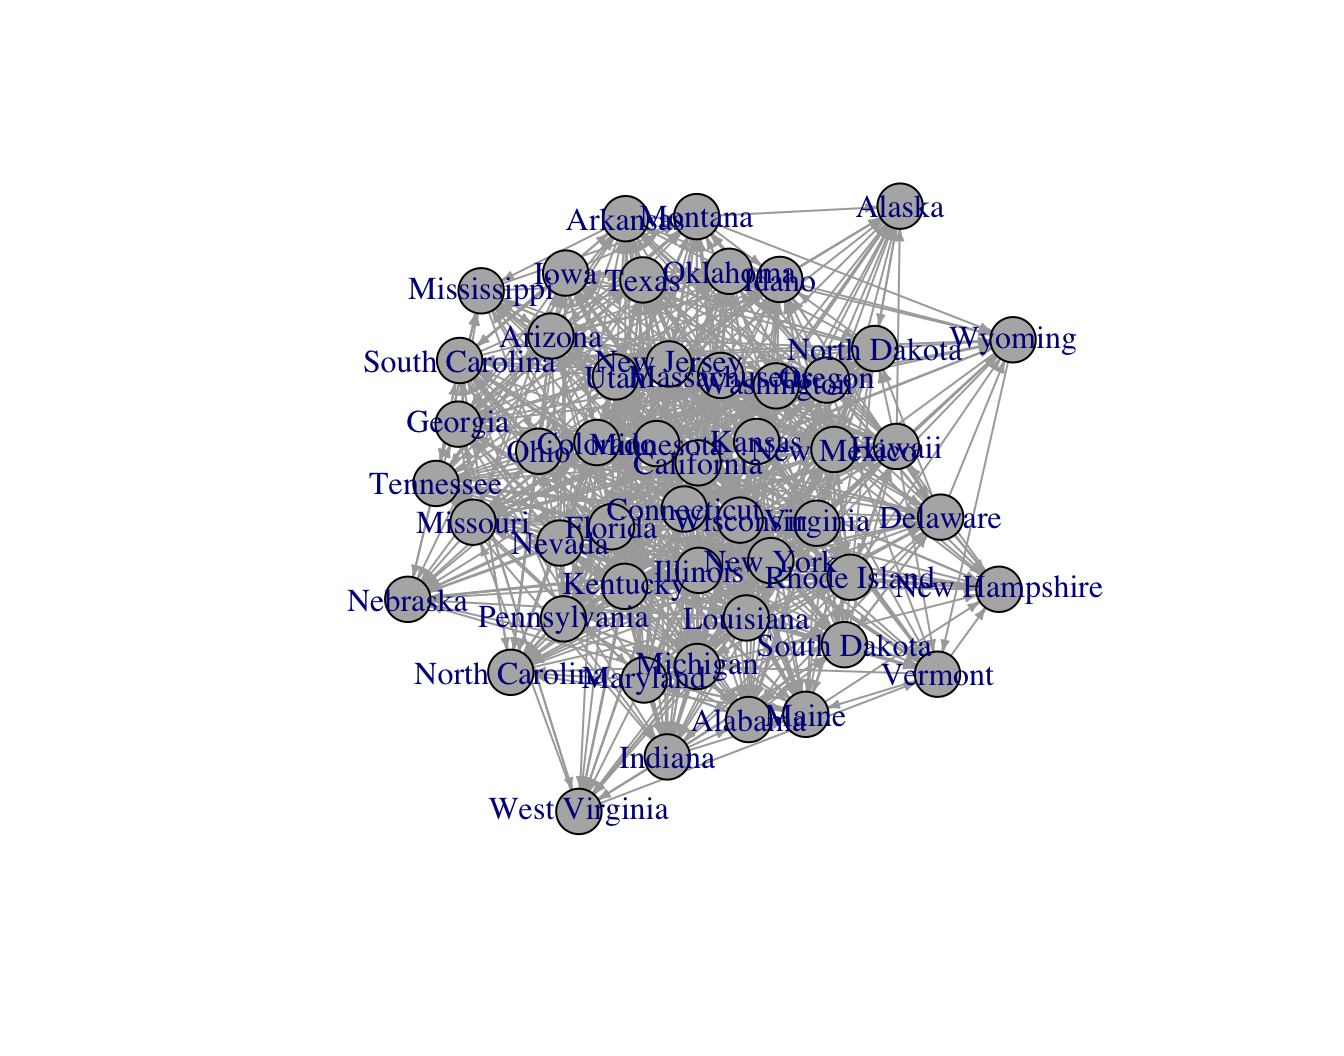 Alaska
Arkansas
Montana
Iowa
Texas
Oklahoma
Idaho
Mississippi
Arizona
Wyoming
North Dakota
South Carolina
New Jersey
Utah
Massachusetts
Washington
Oregon
Georgia
Ohio
Colorado
Minnesota
Kansas
New Mexico
Hawaii
California
Tennessee
Missouri
Connecticut
Wisconsin
Virginia
Delaware
Florida
Nevada
New York
Illinois
Rhode Island
New Hampshire
Kentucky
Nebraska
Pennsylvania
Louisiana
South Dakota
North Carolina
Maryland
Michigan
Vermont
Alabama
Maine
Indiana
West Virginia